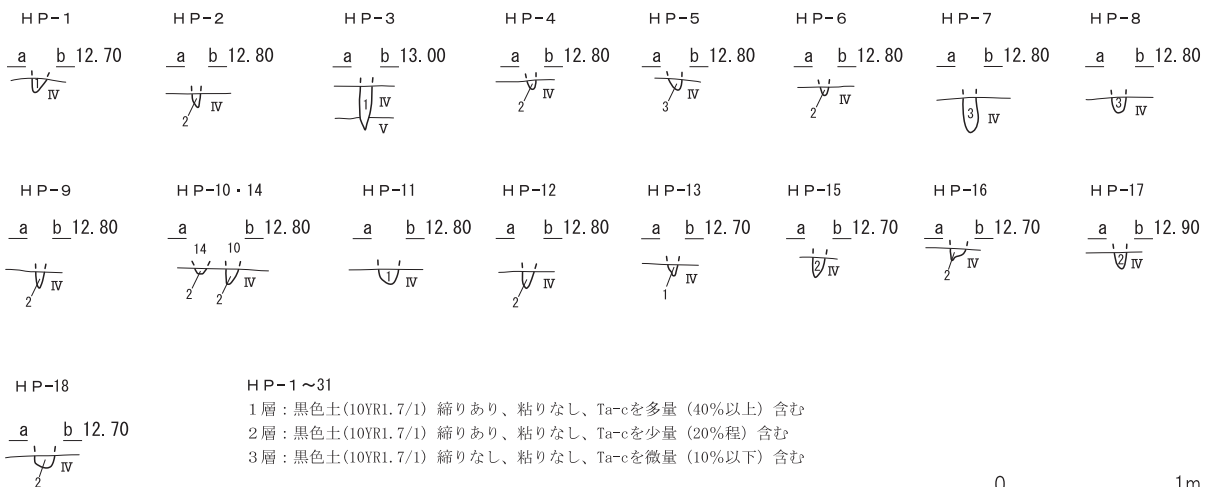 HP-1 HP-2 HP-3 HP-4 HP-5 HP-6 HP-7 HP-8
a b 12.70 a b 12.80 a b 13.00 a b 12.80 a b 12.80 a b 12.80 a b 12.80 a b 12.80
1 Ⅳ 2 Ⅳ 1 Ⅳ Ⅴ 2 Ⅳ 3 Ⅳ 2 Ⅳ 3 Ⅳ 3 Ⅳ
HP-9 HP-10・14 HP-11 HP-12 HP-13 HP-15 HP-16 HP-17
a b 12.80 a b 12.80 a b 12.80 a b 12.80 a b 12.70 a b 12.70 a b 12.70 a b 12.90
2 Ⅳ 14 10 2 2 Ⅳ 1 Ⅳ 2 Ⅳ 1 Ⅳ 2 Ⅳ 2 Ⅳ 2 Ⅳ
HP-18
a b 12.70
2 Ⅳ
HP-1~31
1層:黒色土(10YR1.7/1) 締りあり、粘りなし、Ta-cを多量(40%以上)含む
2層:黒色土(10YR1.7/1) 締りあり、粘りなし、Ta-cを少量(20%程)含む
3層:黒色土(10YR1.7/1) 締りなし、粘りなし、Ta-cを微量(10%以下)含む
0 1m